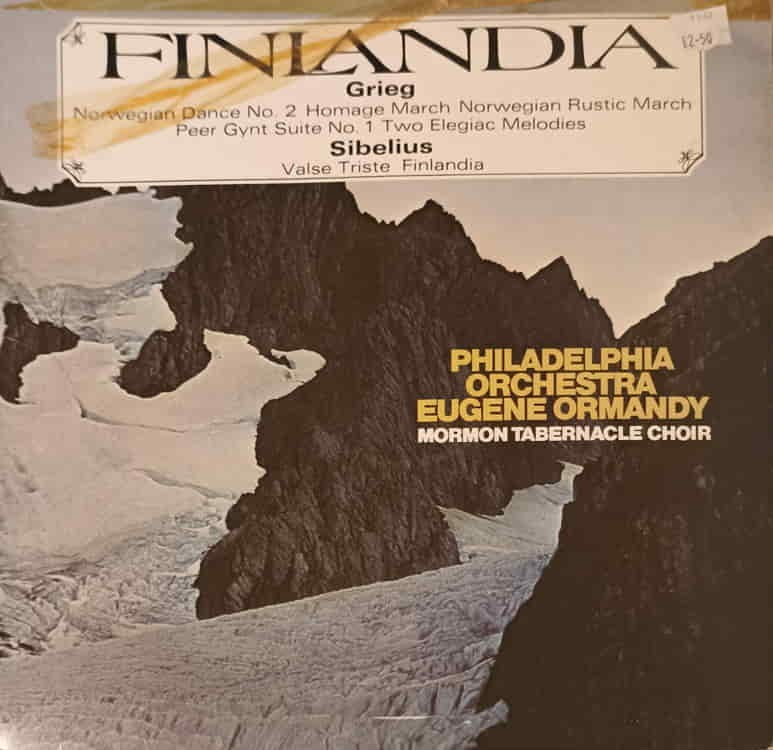 FINLANDIA
£2-50
Grieg
Norwegian Dance No. 2 Homage March Norwegian Rustic March
Peer Gynt Suite No. 1 Two Elegiac Melodies
Sibelius
Valse Triste Finlandia
PHILADELPHIA
ORCHESTRA
EUGENE ORMANDY
MORMON TABERNACLE CHOIR